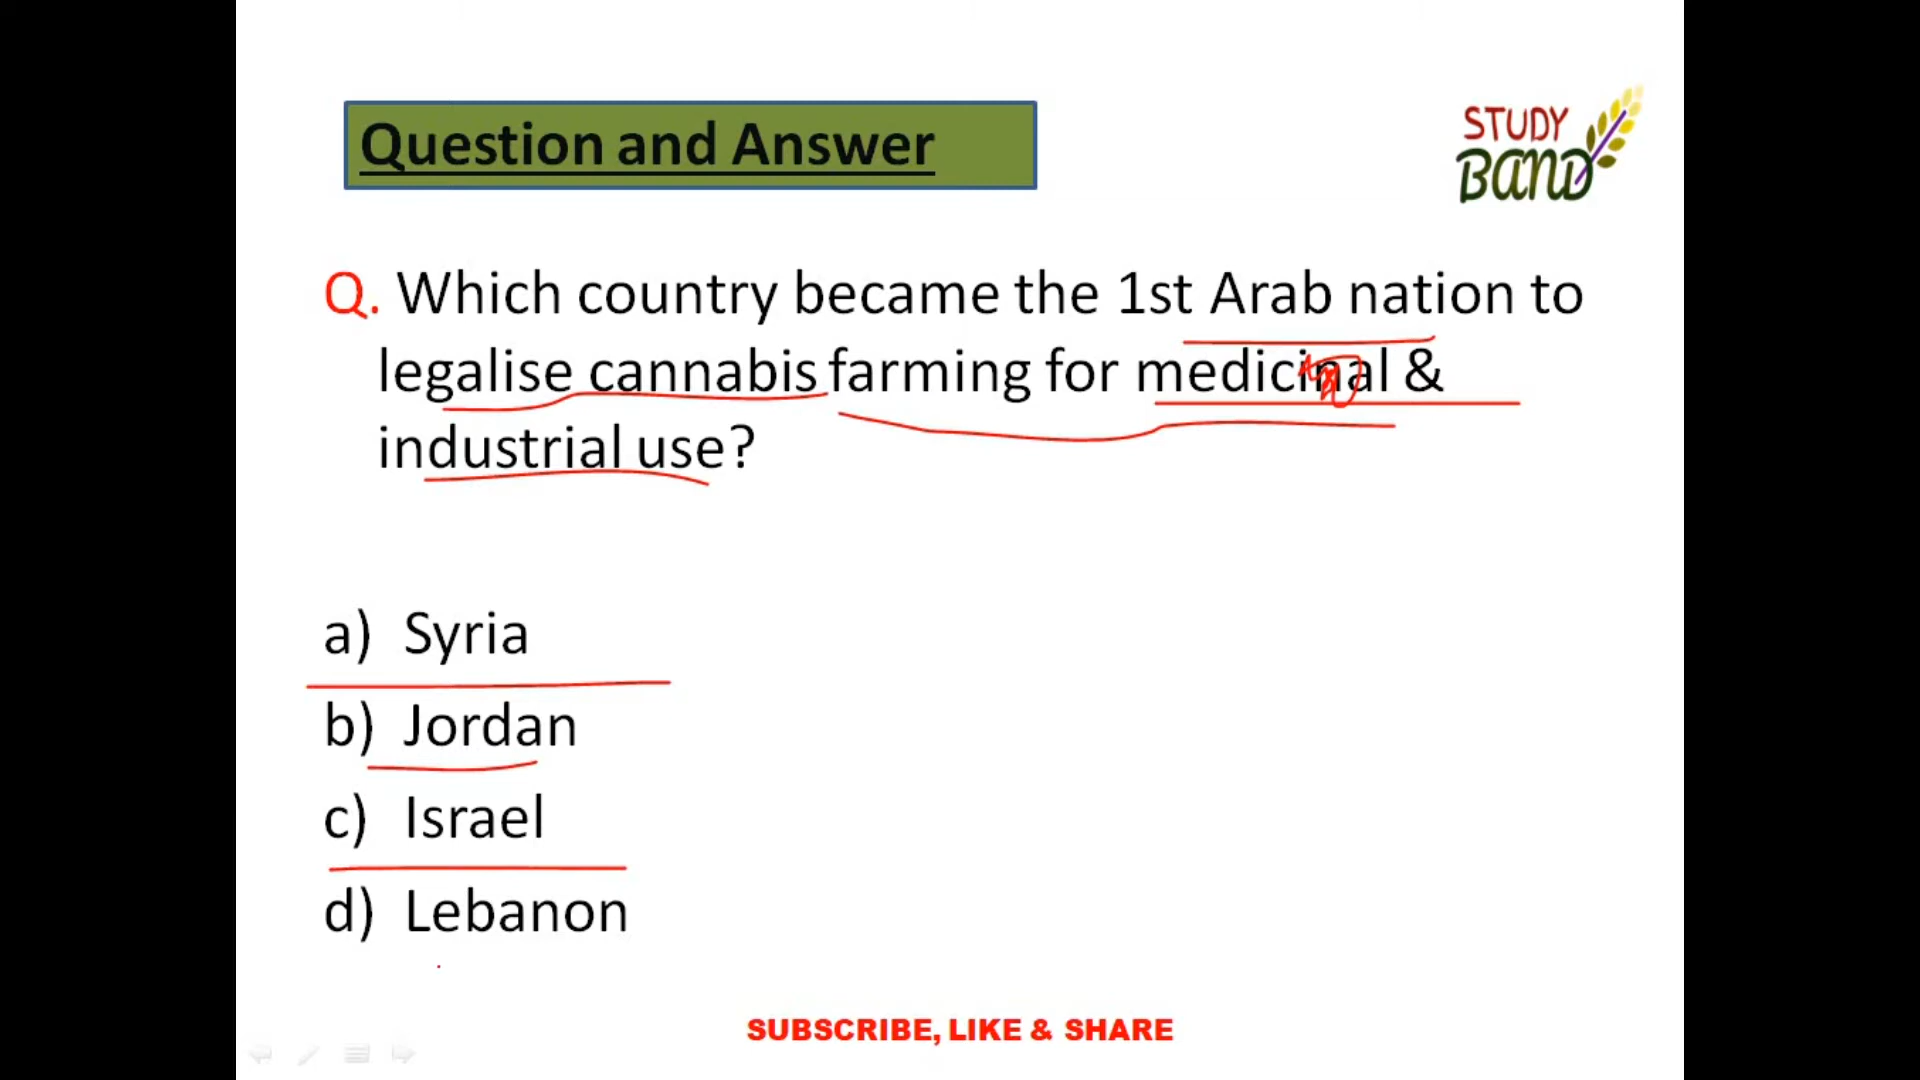 Question and Answer
STUDY
BAND
Q. Which country became the 1st Arab nation to
legalise cannabis farming for medicinal &
industrial use?
a) Syria
b) Jordan
c) Israel
d) Lebanon
SUBSCRIBE, LIKE & SHARE